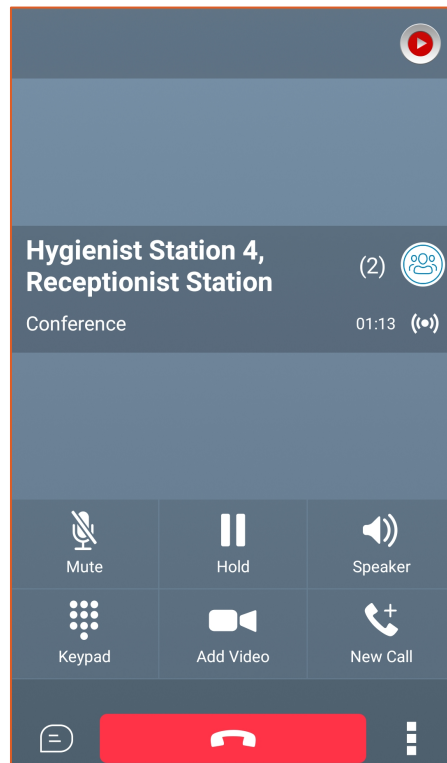 Hygienist Station 4,
Receptionist Station
(2)
Conference
01:13
Mute
Hold
Speaker
Keypad
Add Video
New Call